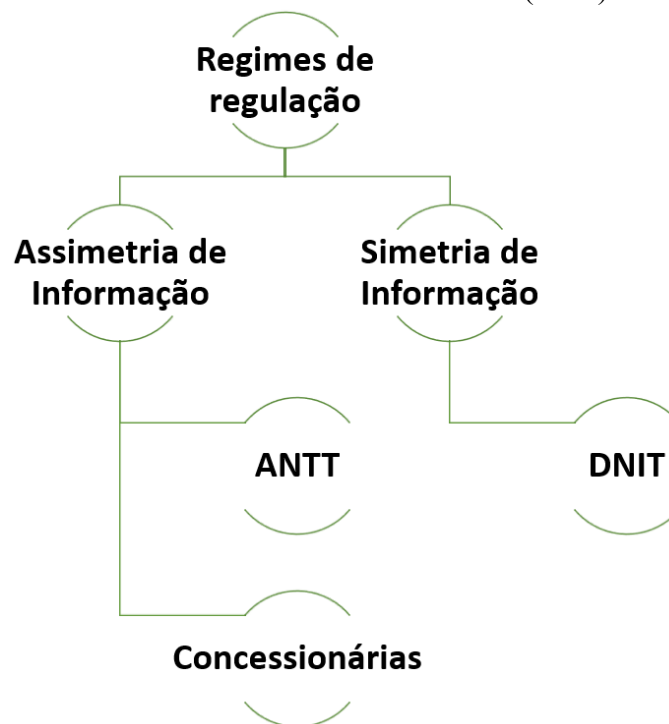 Regimes de
regulação
Assimetria de
Informação
Simetria de
Informação
ANTT
DNIT
Concessionárias